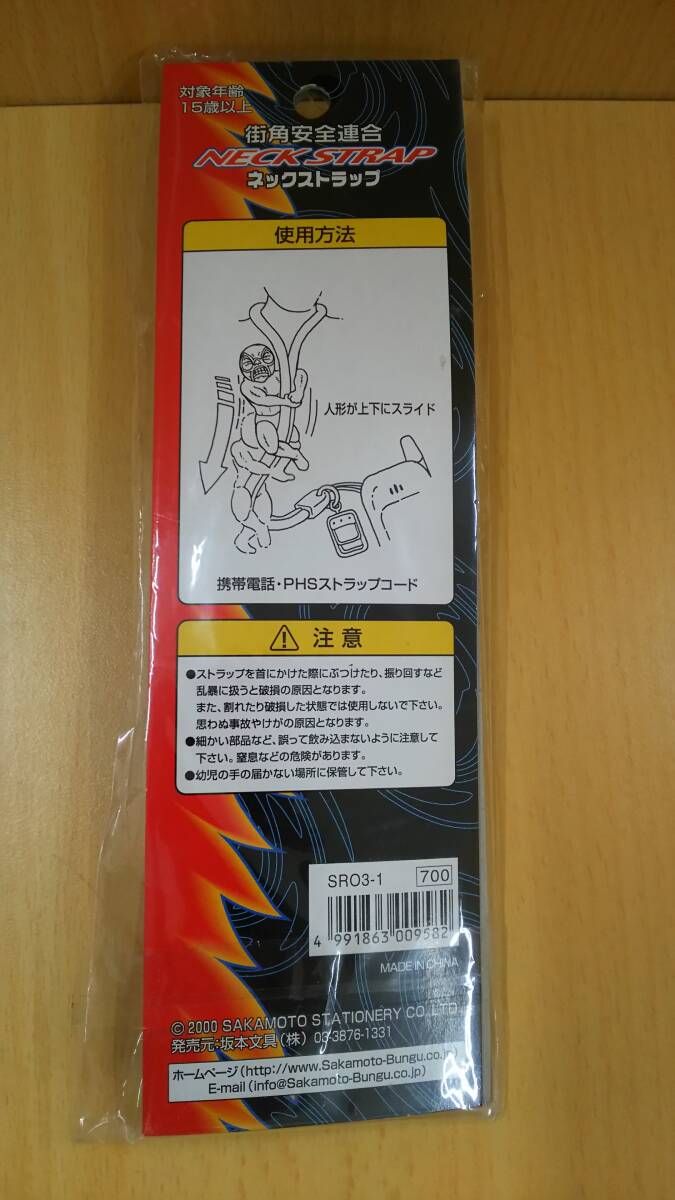 対象年齢
15歳以上
街角安全連合
NECK STRAP
ネックストラップ
使用方法
人形が上下にスライド
携帯電話・PHSストラップコード
注意
●ストラップを首にかけた際にぶつけたり、振り回すなど
乱暴に扱うと破損の原因となります。
また、割れたり破損した状態では使用しないで下さい。
思わぬ事故やけがの原因となります。
●細かい部品など、誤って飲み込まないように注意して
下さい。窒息などの危険があります。
●幼児の手の届かない場所に保管して下さい。
SR03-1 700
4 991863 009582
MADE IN CHINA
© 2000 SAKAMOTO STATIONERY CO.,LTD.
発売元・坂本文具(株) 03-3876-1331
ホームページ(http://www.Sakamoto-Bungu.co.jp)
E-mail(info@Sakamoto-Bungu.co.jp)